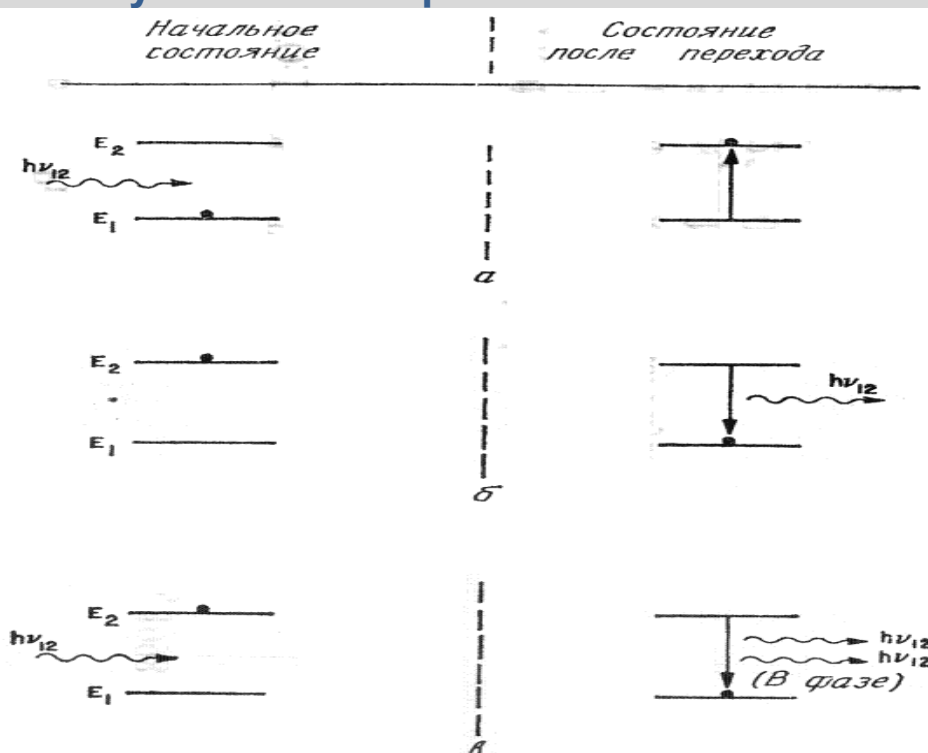 Начальное состояние
Состояние после перехода
E₂
hν₁₂
E₁
а
E₂
E₁
hν₁₂
б
E₂
hν₁₂
E₁
hν₁₂
hν₁₂
(В фазе)
в